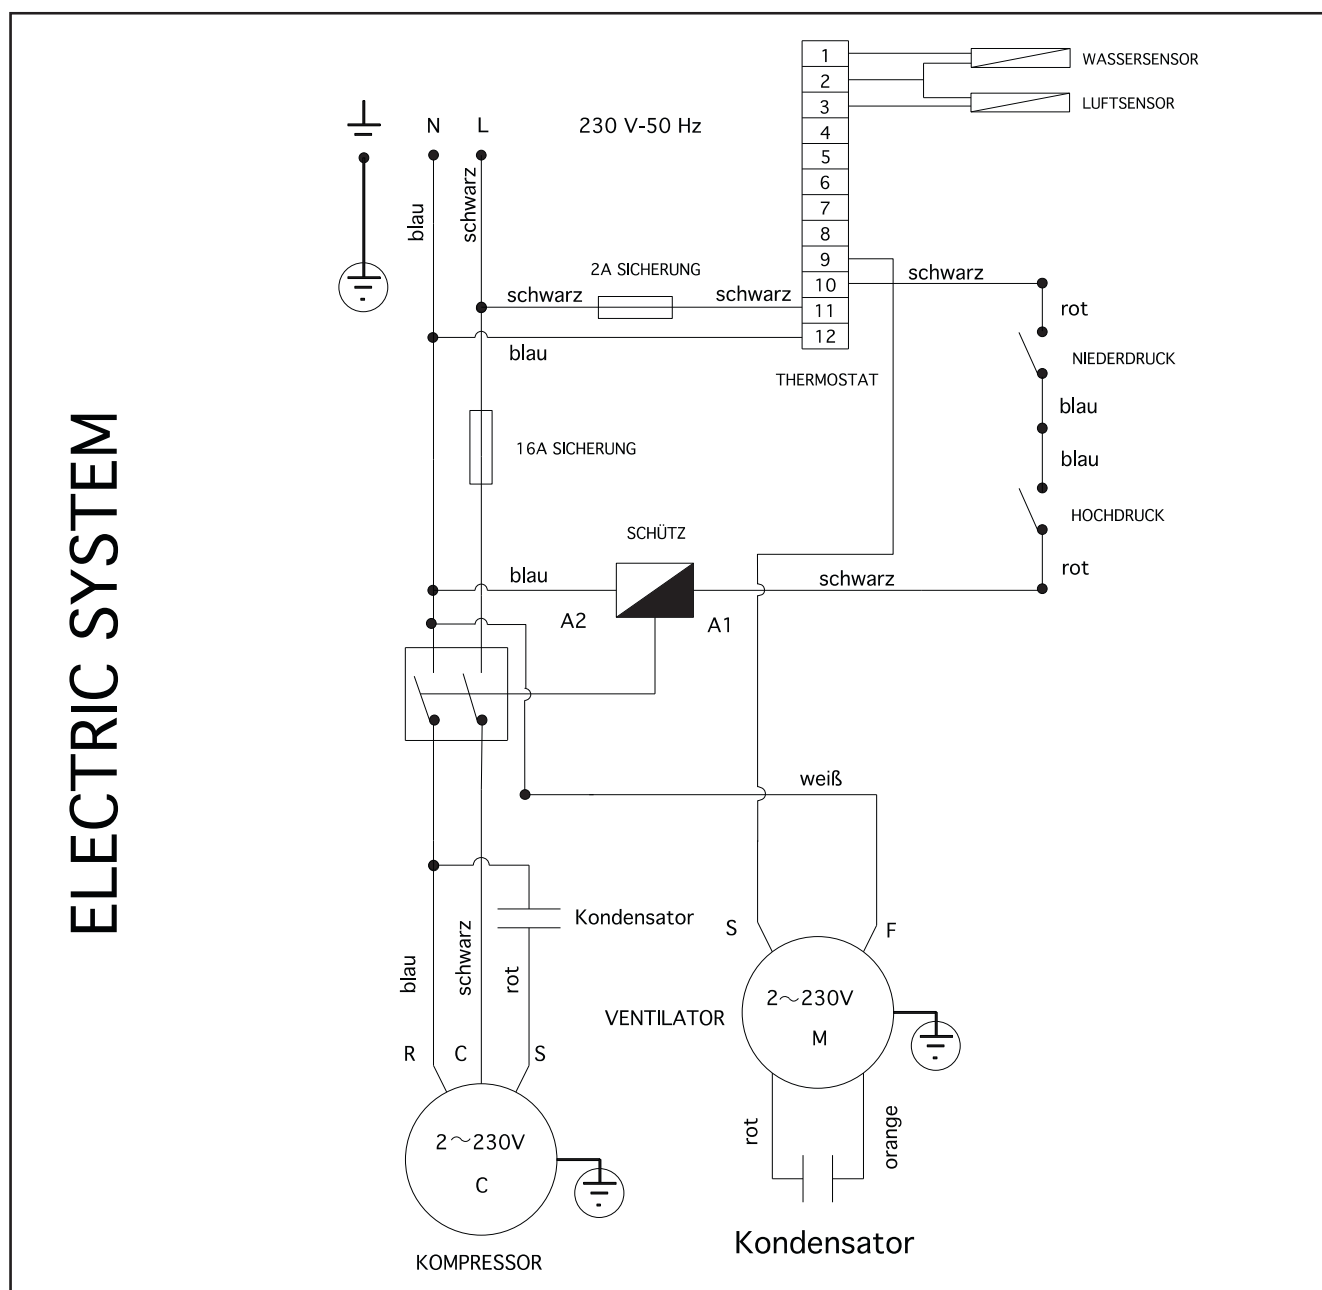 ELECTRIC SYSTEM
N
L
230 V-50 Hz
1
2
3
4
5
6
7
8
9
10
11
12
WASSERSENSOR
LUFTSENSOR
blau
schwarz
2A SICHERUNG
schwarz
schwarz
schwarz
blau
THERMOSTAT
rot
NIEDERDRUCK
blau
blau
HOCHDRUCK
rot
16A SICHERUNG
SCHÜTZ
blau
schwarz
A2
A1
weiß
Kondensator
blau
schwarz
rot
R
C
S
2~230V
C
KOMPRESSOR
S
F
VENTILATOR
2~230V
M
rot
orange
Kondensator